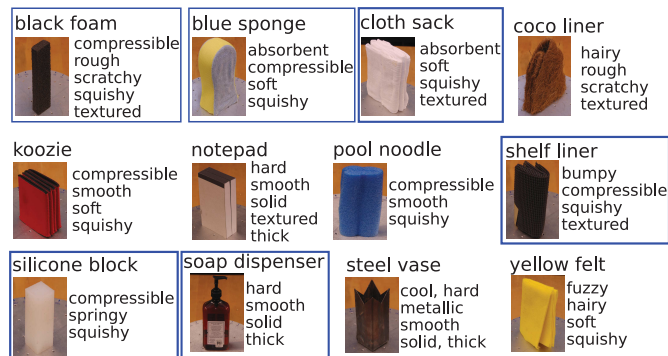 black foam
compressible
rough
scratchy
squishy
textured
blue sponge
absorbent
compressible
soft
squishy
cloth sack
absorbent
soft
squishy
textured
coco liner
hairy
rough
scratchy
textured
koozie
compressible
smooth
soft
squishy
notepad
hard
smooth
solid
textured
thick
pool noodle
compressible
smooth
squishy
shelf liner
bumpy
compressible
squishy
textured
silicone block
compressible
springy
squishy
soap dispenser
hard
smooth
solid
thick
steel vase
cool, hard
metallic
smooth
solid, thick
yellow felt
fuzzy
hairy
soft
squishy